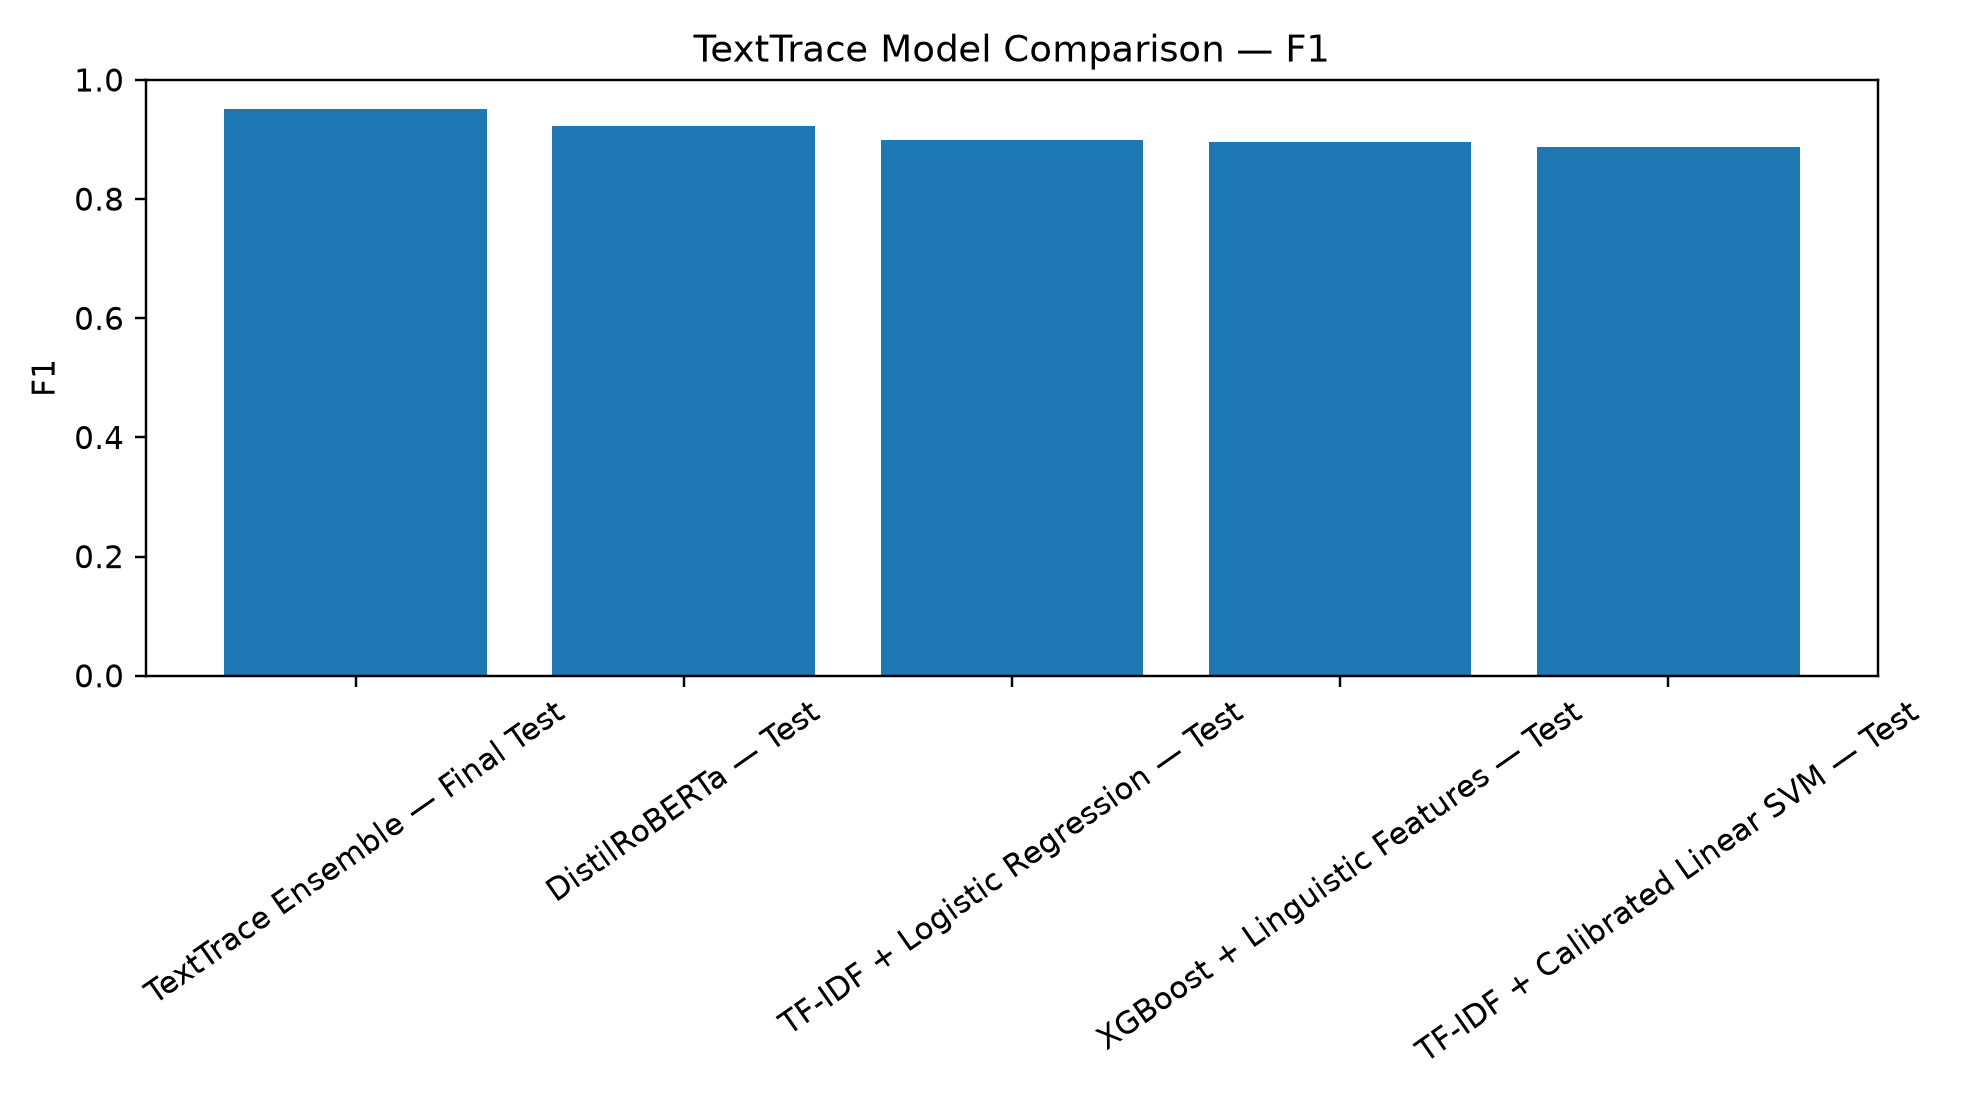 TextTrace Model Comparison — F1
1.0
0.8
0.6
0.4
0.2
0.0
F1
TextTrace Ensemble — Final Test
DistilRoBERTa — Test
TF-IDF + Logistic Regression — Test
XGBoost + Linguistic Features — Test
TF-IDF + Calibrated Linear SVM — Test